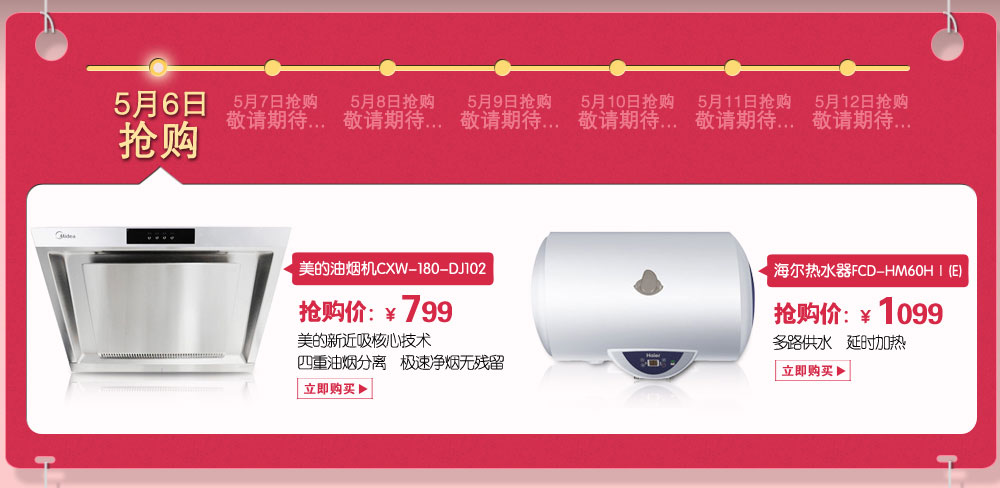 5月6日
抢购
5月7日抢购
敬请期待...
5月8日抢购
敬请期待...
5月9日抢购
敬请期待...
5月10日抢购
敬请期待...
5月11日抢购
敬请期待...
5月12日抢购
敬请期待...
Midea
美的油烟机CXW-180-DJ102
抢购价：￥799
美的新近吸核心技术
四重油烟分离 极速净烟无残留
立即购买▶
Haier
海尔热水器FCD-HM60HⅠ(E)
抢购价：￥1099
多路供水 延时加热
立即购买▶